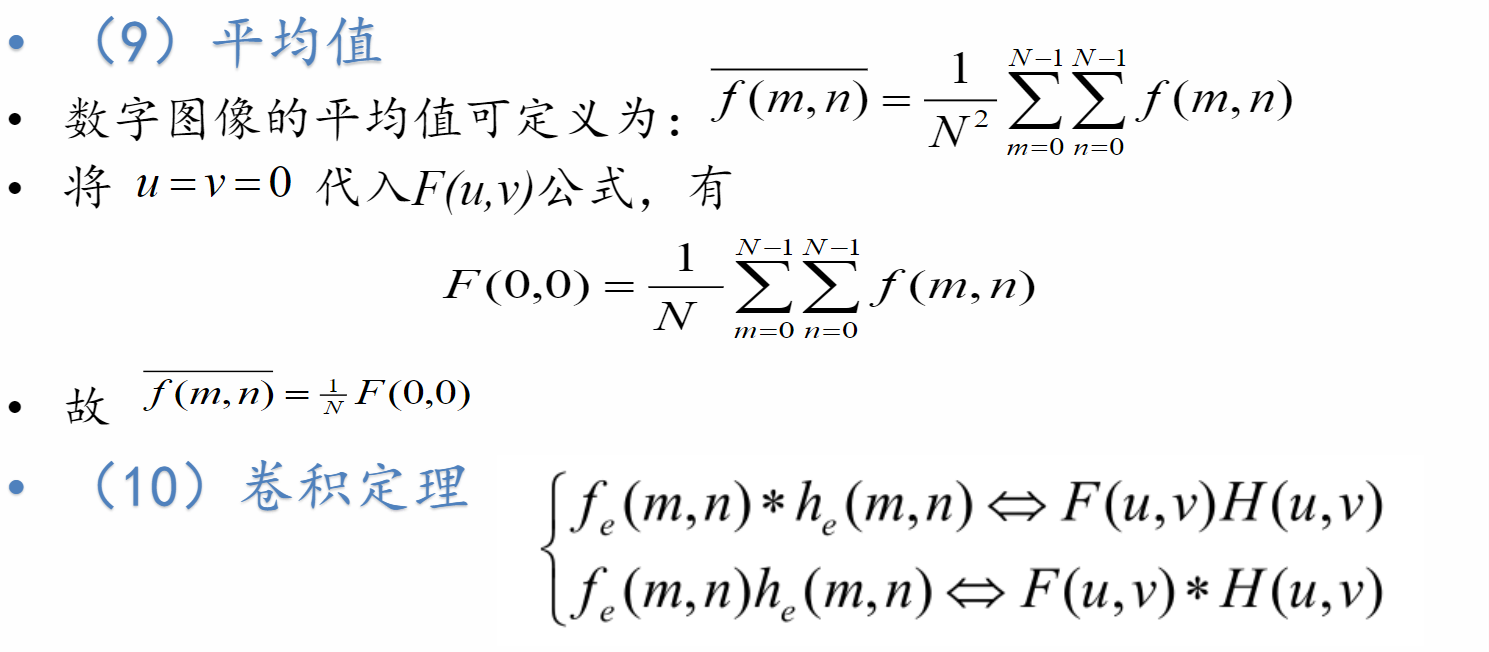 • （9）平均值
• 数字图像的平均值可定义为： $\overline{f(m,n)} = \frac{1}{N^2} \sum_{m=0}^{N-1} \sum_{n=0}^{N-1} f(m,n)$
• 将 $u = v = 0$ 代入F(u,v)公式，有
$F(0,0) = \frac{1}{N} \sum_{m=0}^{N-1} \sum_{n=0}^{N-1} f(m,n)$
• 故 $\overline{f(m,n)} = \frac{1}{N} F(0,0)$
• （10）卷积定理
$\begin{cases} f_e(m,n) * h_e(m,n) \Leftrightarrow F(u,v)H(u,v) \\ f_e(m,n)h_e(m,n) \Leftrightarrow F(u,v) * H(u,v) \end{cases}$